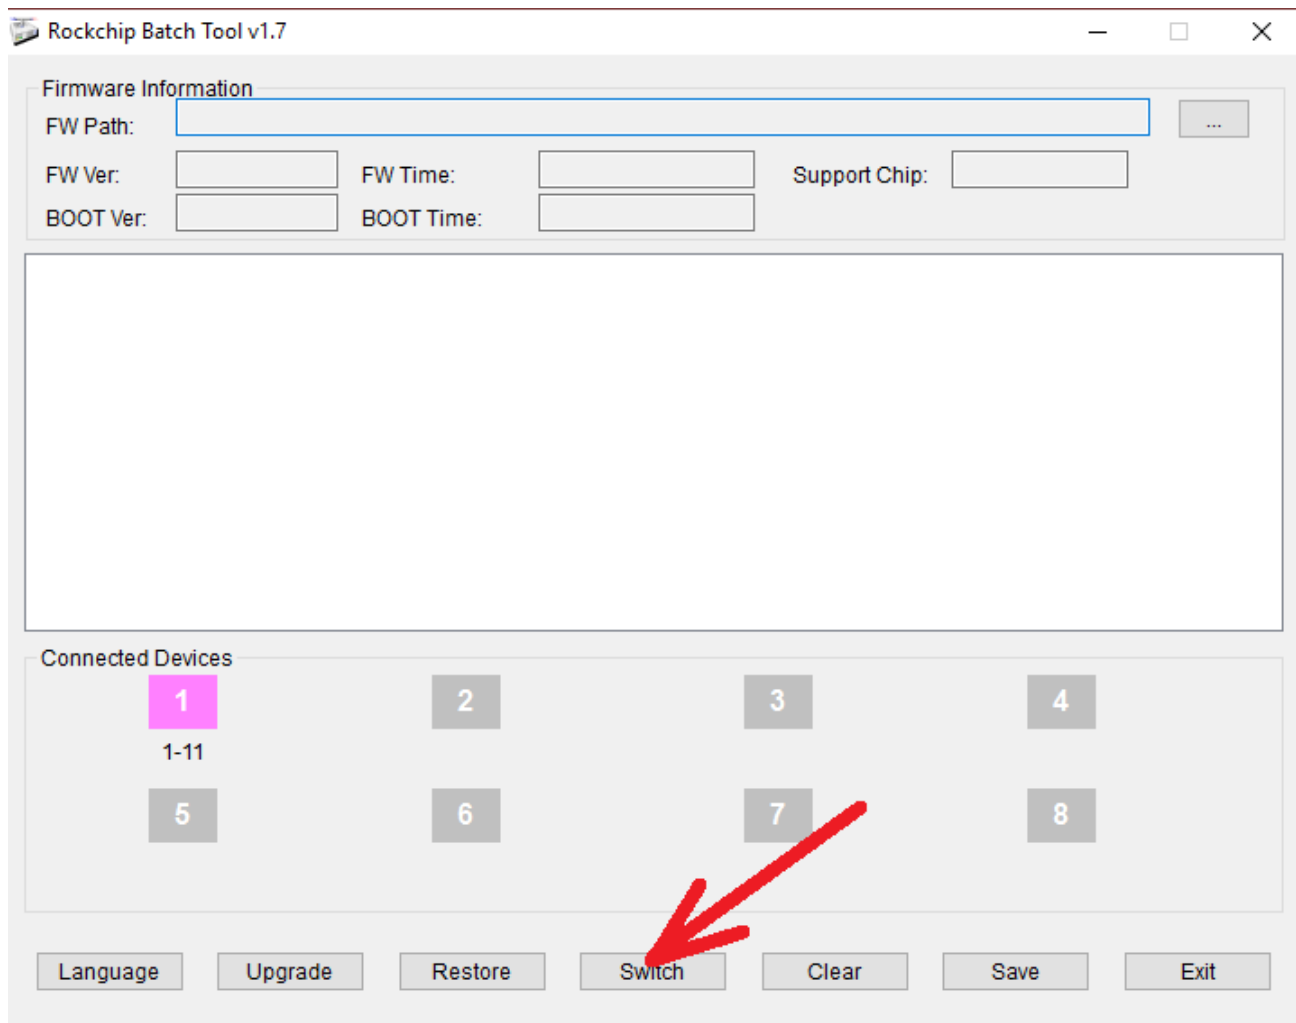 Rockchip Batch Tool v1.7
Firmware Information
FW Path:
...
FW Ver:
FW Time:
Support Chip:
BOOT Ver:
BOOT Time:
Connected Devices
1
2
3
4
1-11
5
6
7
8
Language
Upgrade
Restore
Switch
Clear
Save
Exit